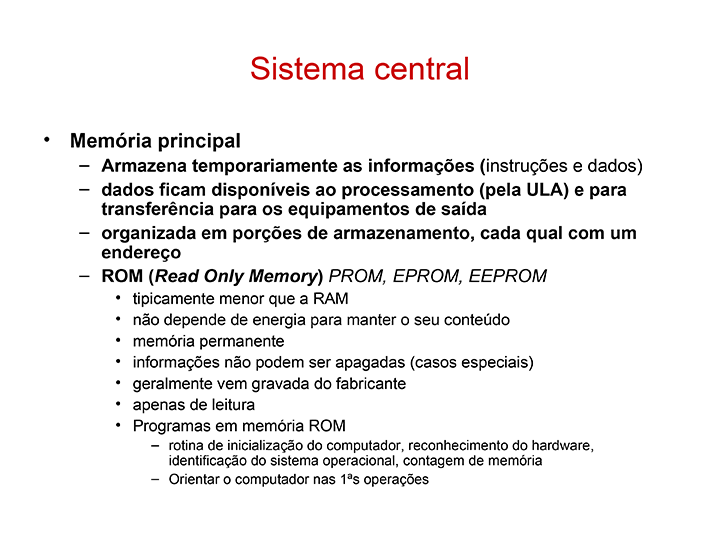 Sistema central
• Memória principal
– Armazena temporariamente as informações (instruções e dados)
– dados ficam disponíveis ao processamento (pela ULA) e para
transferência para os equipamentos de saída
– organizada em porções de armazenamento, cada qual com um
endereço
– ROM (Read Only Memory) PROM, EPROM, EEPROM
• tipicamente menor que a RAM
• não depende de energia para manter o seu conteúdo
• memória permanente
• informações não podem ser apagadas (casos especiais)
• geralmente vem gravada do fabricante
• apenas de leitura
• Programas em memória ROM
– rotina de inicialização do computador, reconhecimento do hardware,
identificação do sistema operacional, contagem de memória
– Orientar o computador nas 1ªs operações